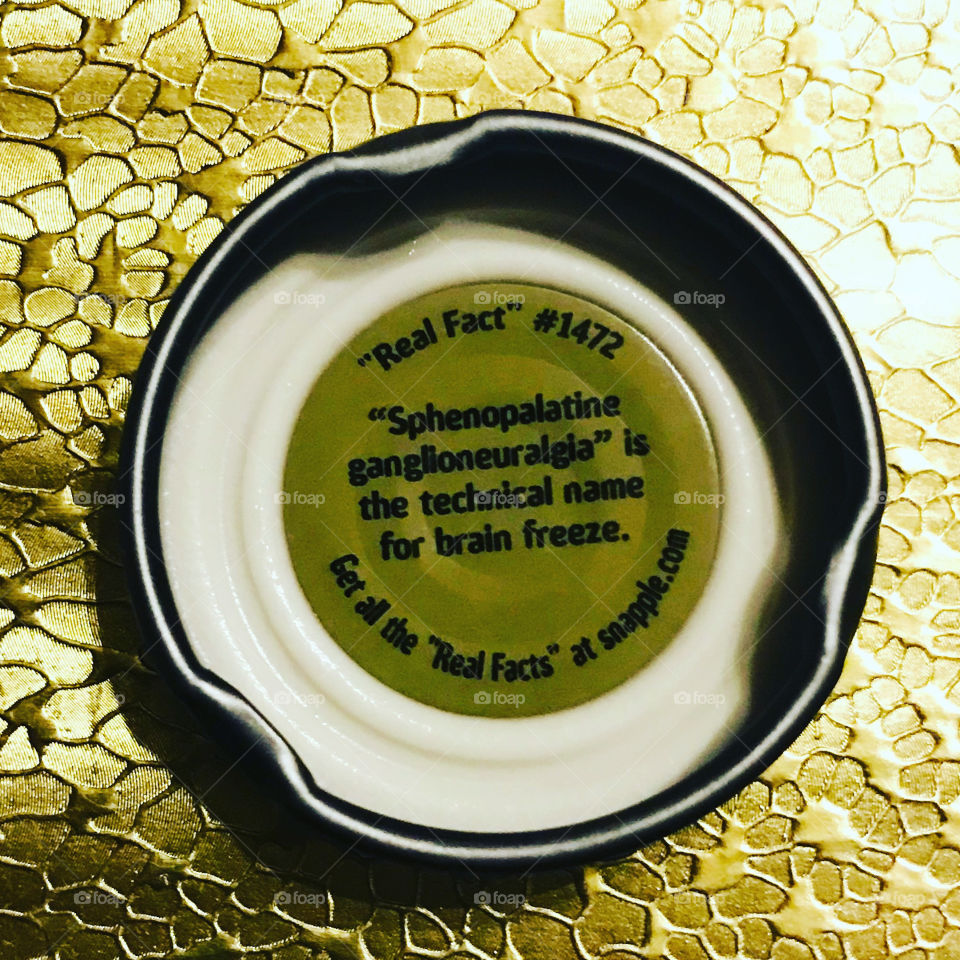 "Real Fact" #1472
“Sphenopalatine
ganglioneuralgia” is
the technical name
for brain freeze.
Get all the "Real Facts" at snapple.com
foap